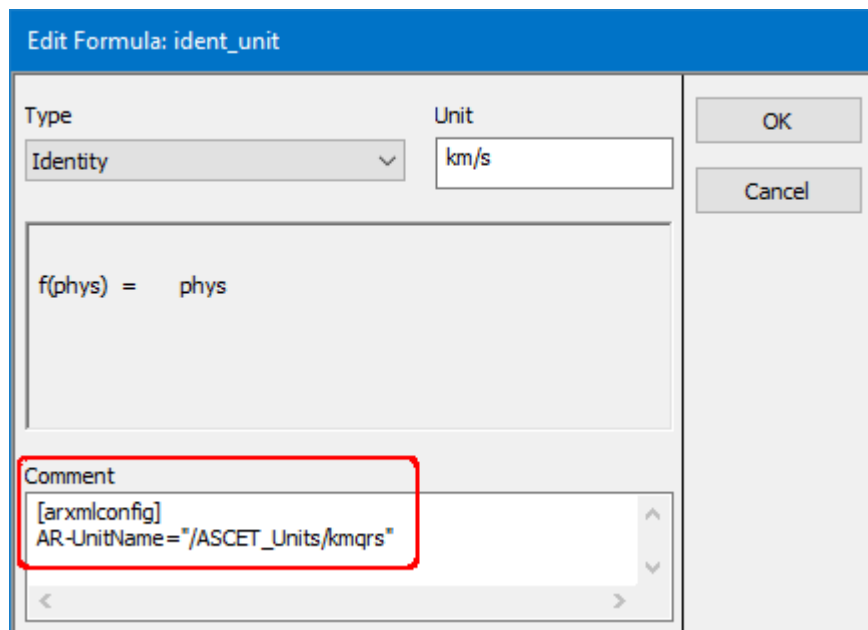 Edit Formula: ident_unit
Type
Unit
Identity
km/s
OK
Cancel
f(phys) = phys
Comment
[arxmlconfig]
AR-UnitName="/ASCET_Units/kmqrs"